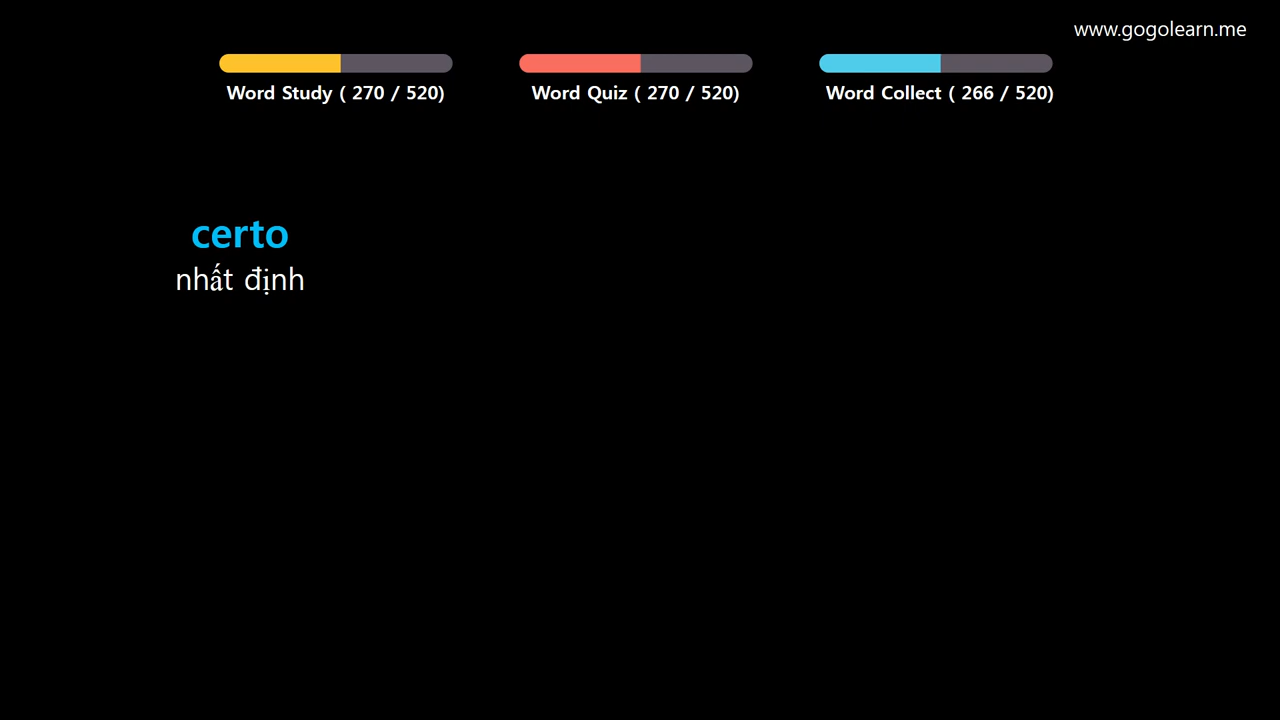 www.gogolearn.me
Word Study ( 270 / 520)
Word Quiz ( 270 / 520)
Word Collect ( 266 / 520)
certo
nhất định